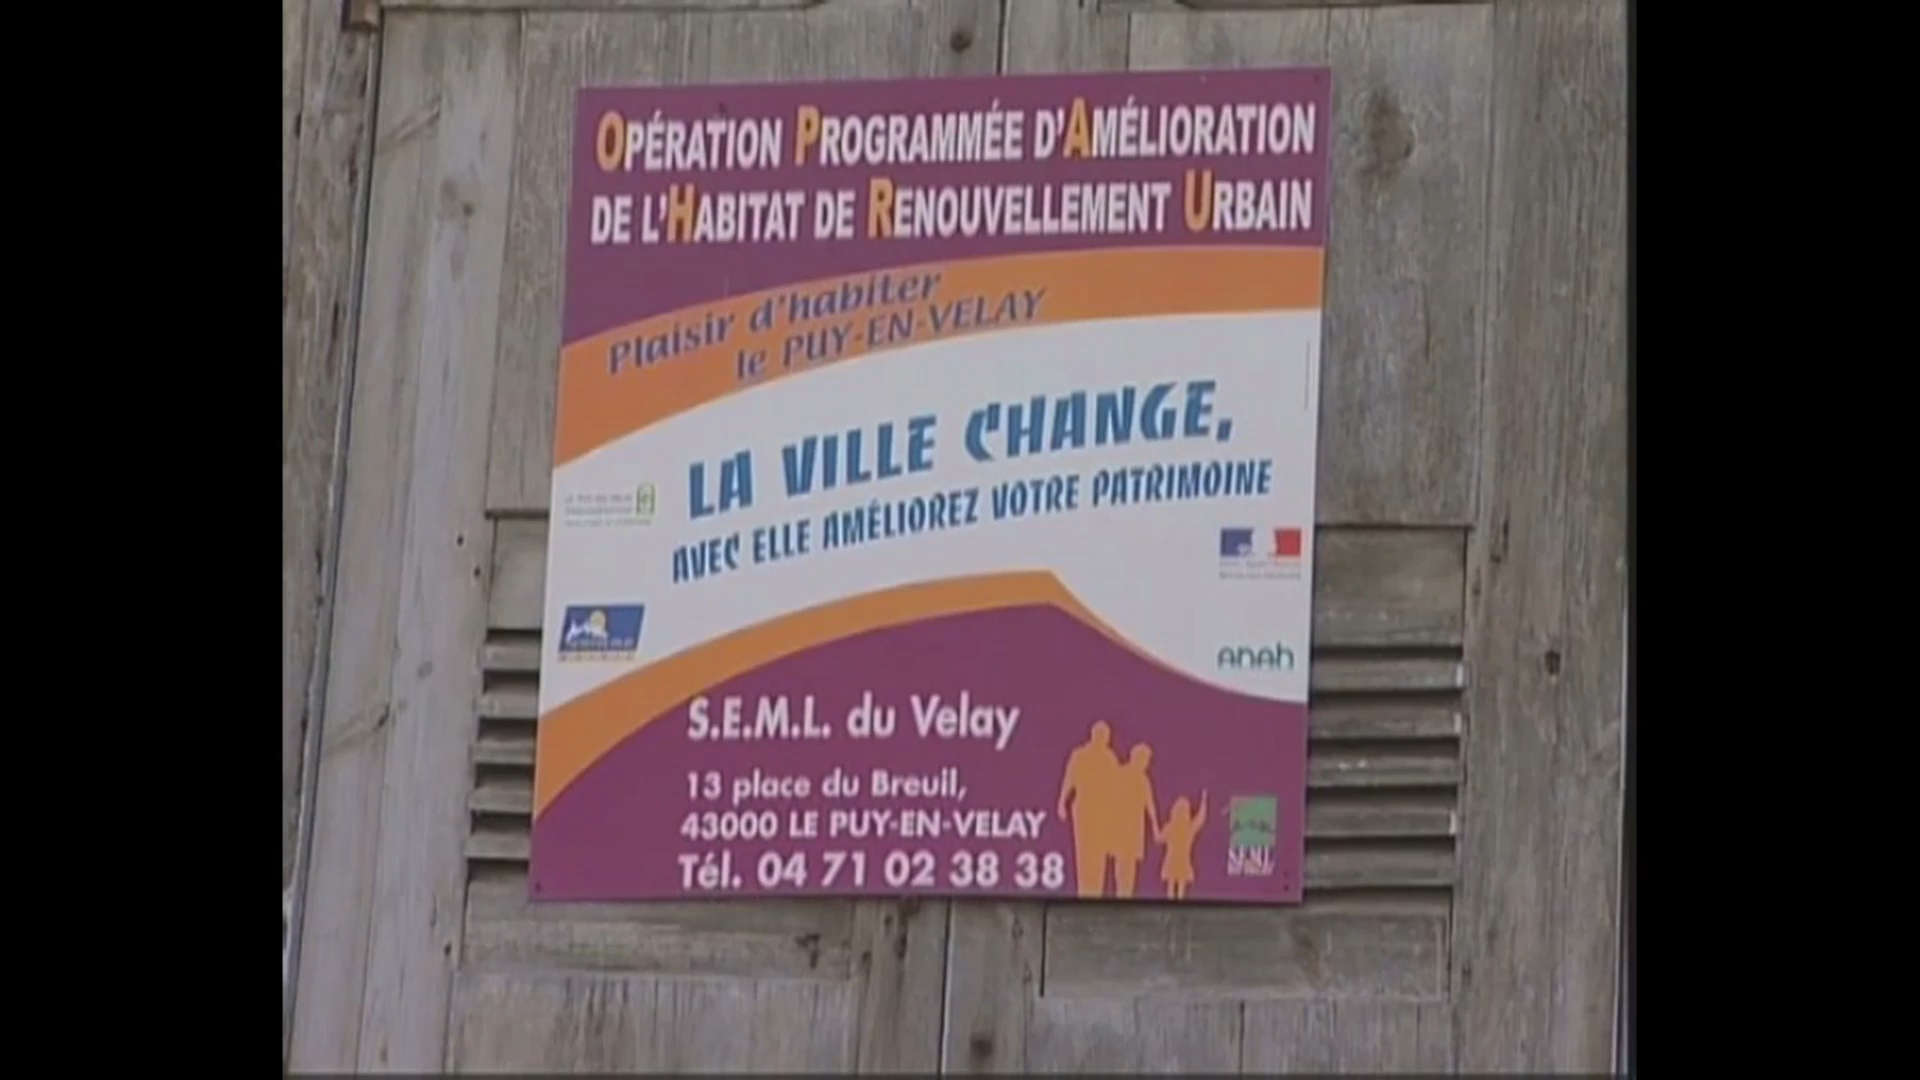 OPÉRATION PROGRAMMÉE D'AMÉLIORATION
DE L'HABITAT DE RENOUVELLEMENT URBAIN
Plaisir d'habiter
le PUY-EN-VELAY
LA VILLE CHANGE,
AVEC ELLE AMÉLIOREZ VOTRE PATRIMOINE
anah
S.E.M.L. du Velay
13 place du Breuil,
43000 LE PUY-EN-VELAY
Tél. 04 71 02 38 38
S.E.M.L.